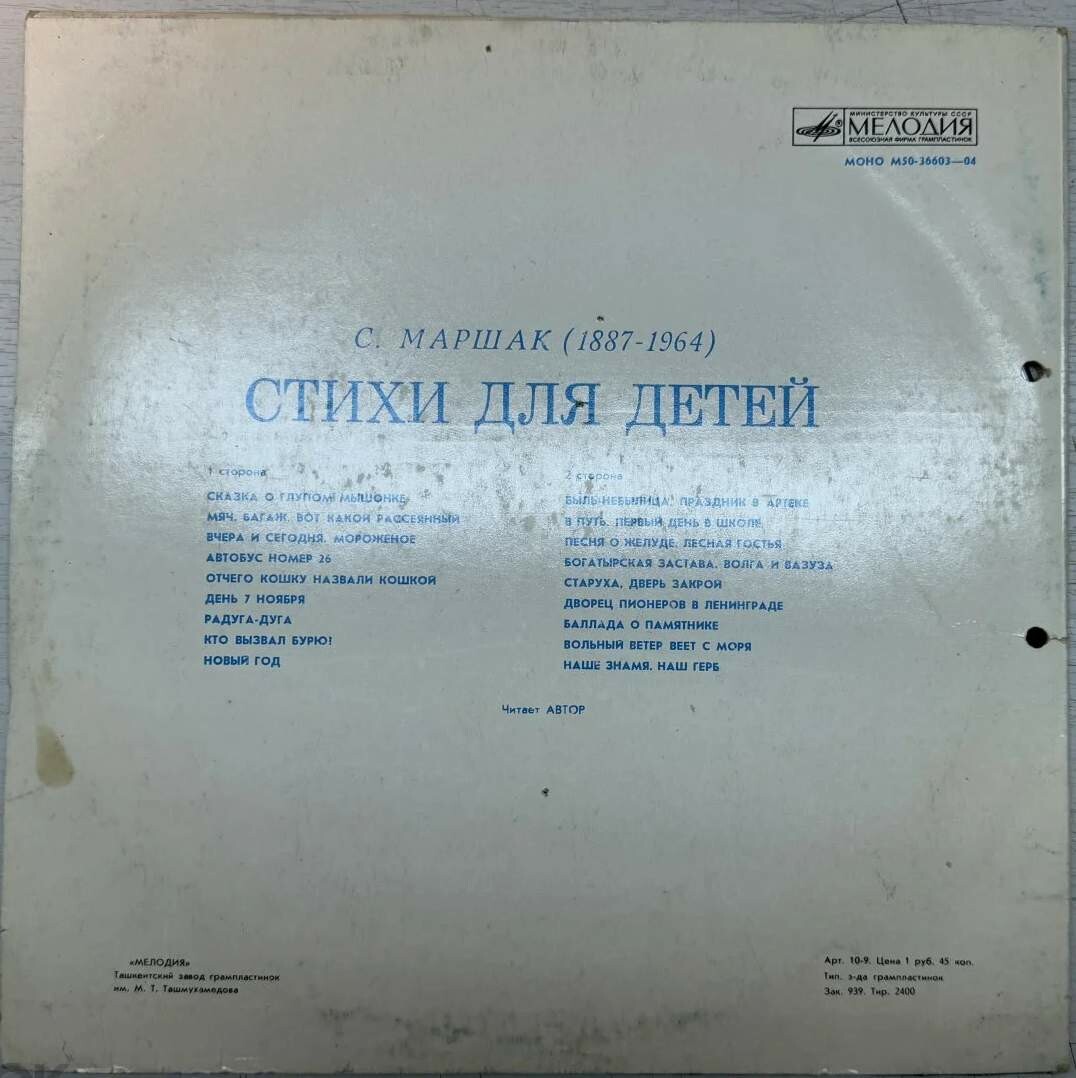 МИНИСТЕРСТВО КУЛЬТУРЫ СССР
МЕЛОДИЯ
ВСЕСОЮЗНАЯ ФИРМА ГРАМПЛАСТИНОК
МОНО М50-36603—04
С. МАРШАК (1887-1964)
СТИХИ ДЛЯ ДЕТЕЙ
1 сторона
СКАЗКА О ГЛУПОМ МЫШОНКЕ
МЯЧ. БАГАЖ. ВОТ КАКОЙ РАССЕЯННЫЙ
ВЧЕРА И СЕГОДНЯ. МОРОЖЕНОЕ
АВТОБУС НОМЕР 26
ОТЧЕГО КОШКУ НАЗВАЛИ КОШКОЙ
ДЕНЬ 7 НОЯБРЯ
РАДУГА-ДУГА
КТО ВЫЗВАЛ БУРЮ?
НОВЫЙ ГОД
2 сторона
БЫЛЬ-НЕБЫЛИЦА. ПРАЗДНИК В АРТЕКЕ
В ПУТЬ. ПЕРВЫЙ ДЕНЬ В ШКОЛЕ
ПЕСНЯ О ЖЕЛУДЕ. ЛЕСНАЯ ГОСТЬЯ
БОГАТЫРСКАЯ ЗАСТАВА. ВОЛГА И ВАЗУЗА
СТАРУХА, ДВЕРЬ ЗАКРОЙ
ДВОРЕЦ ПИОНЕРОВ В ЛЕНИНГРАДЕ
БАЛЛАДА О ПАМЯТНИКЕ
ВОЛЬНЫЙ ВЕТЕР ВЕЕТ С МОРЯ
НАШЕ ЗНАМЯ. НАШ ГЕРБ
Читает АВТОР
«МЕЛОДИЯ»
Ташкентский завод грампластинок
им. М. Т. Ташмухамедова
Арт. 10-9. Цена 1 руб. 45 коп.
Тип. з-да грампластинок
Зак. 939. Тир. 2400